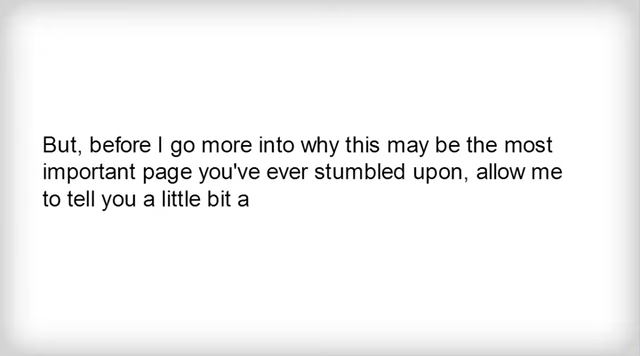 But, before I go more into why this may be the most
important page you've ever stumbled upon, allow me
to tell you a little bit a